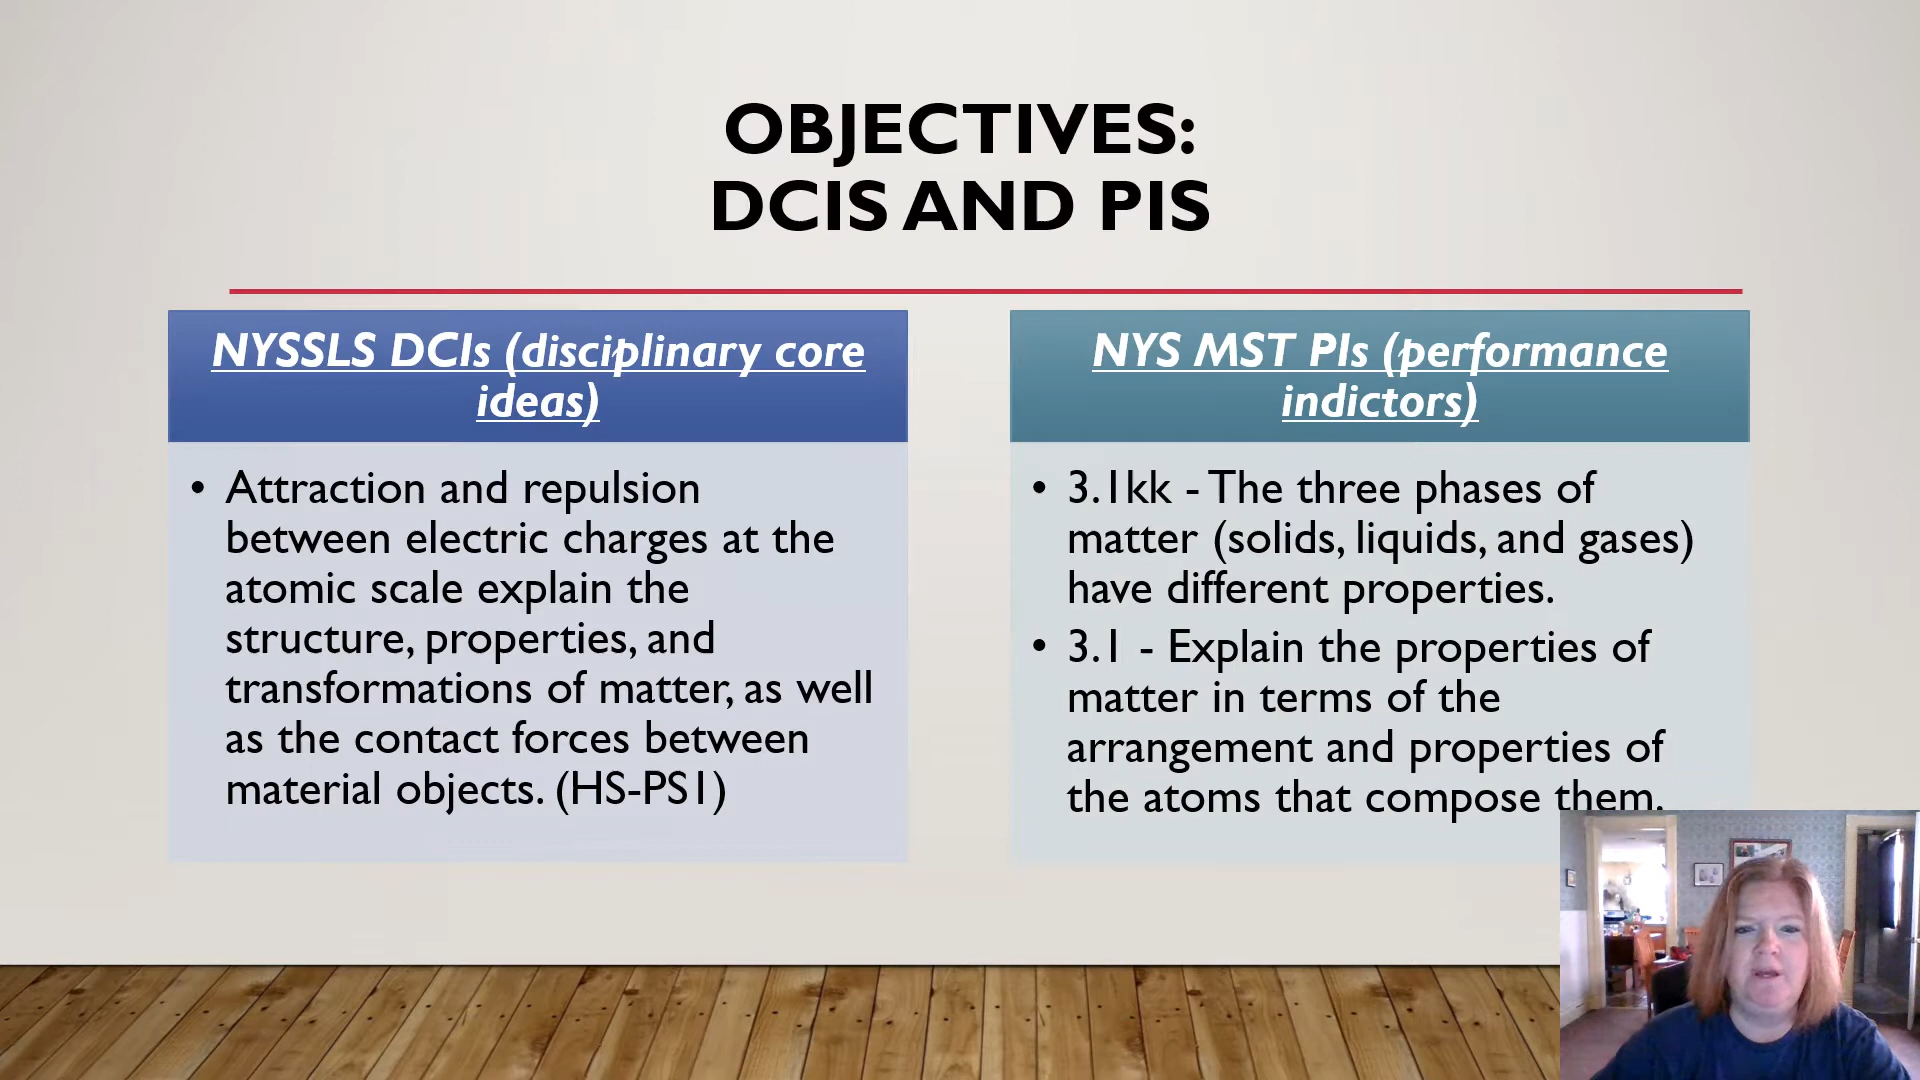 OBJECTIVES:
DCIS AND PIS
NYSSLS DCIs (disciplinary core
ideas)
• Attraction and repulsion
between electric charges at the
atomic scale explain the
structure, properties, and
transformations of matter, as well
as the contact forces between
material objects. (HS-PS1)
NYS MST PIs (performance
indictors)
• 3.1kk - The three phases of
matter (solids, liquids, and gases)
have different properties.
• 3.1 - Explain the properties of
matter in terms of the
arrangement and properties of
the atoms that compose them.